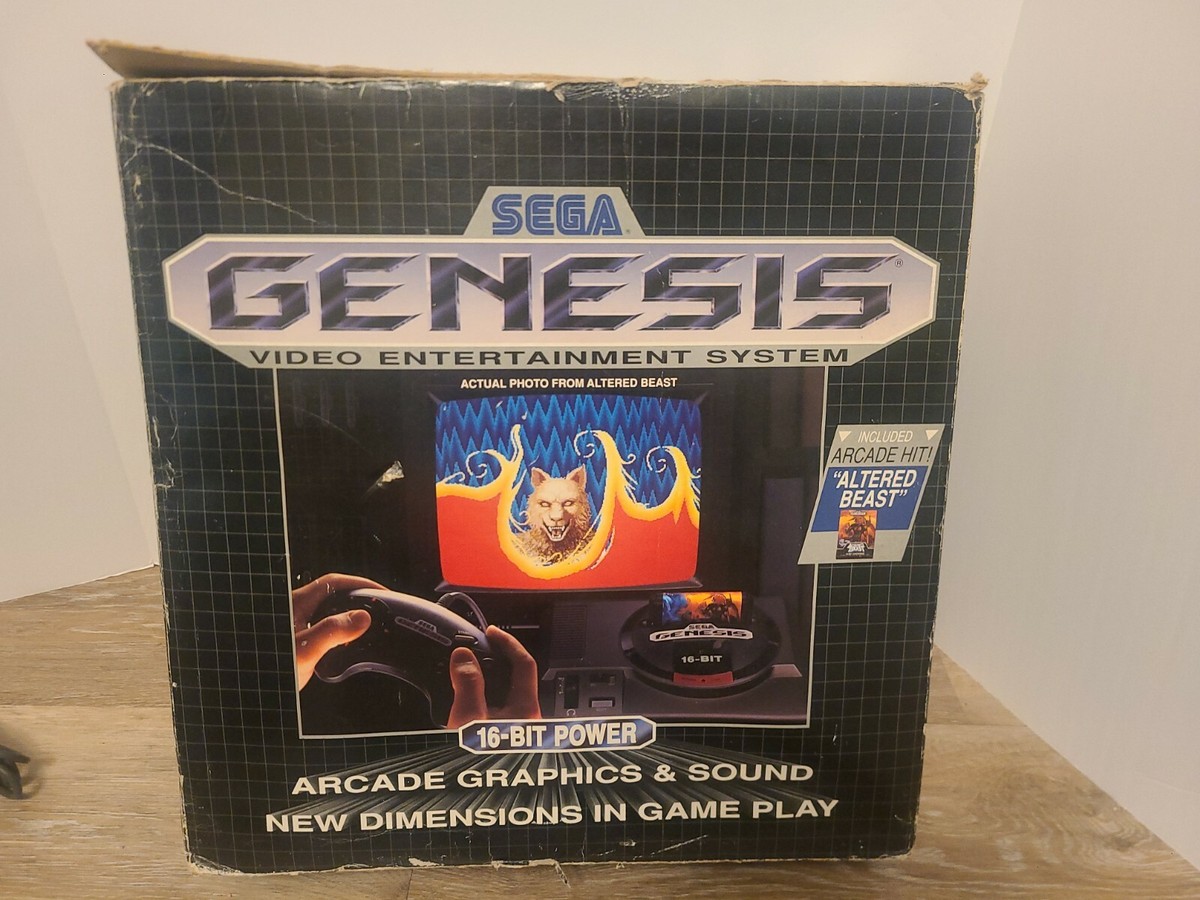 SEGA
GENESIS®
VIDEO ENTERTAINMENT SYSTEM
ACTUAL PHOTO FROM ALTERED BEAST
INCLUDED
ARCADE HIT!
"ALTERED
BEAST"
SEGA
SEGA
GENESIS
16-BIT
16-BIT POWER
ARCADE GRAPHICS & SOUND
NEW DIMENSIONS IN GAME PLAY